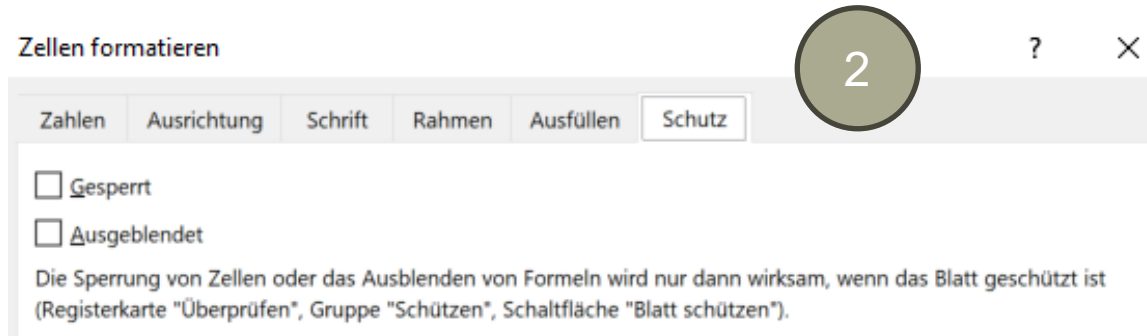 Zellen formatieren
2
?
Zahlen Ausrichtung Schrift Rahmen Ausfüllen Schutz
Gesperrt
Ausgeblendet
Die Sperrung von Zellen oder das Ausblenden von Formeln wird nur dann wirksam, wenn das Blatt geschützt ist
(Registerkarte "Überprüfen", Gruppe "Schützen", Schaltfläche "Blatt schützen").